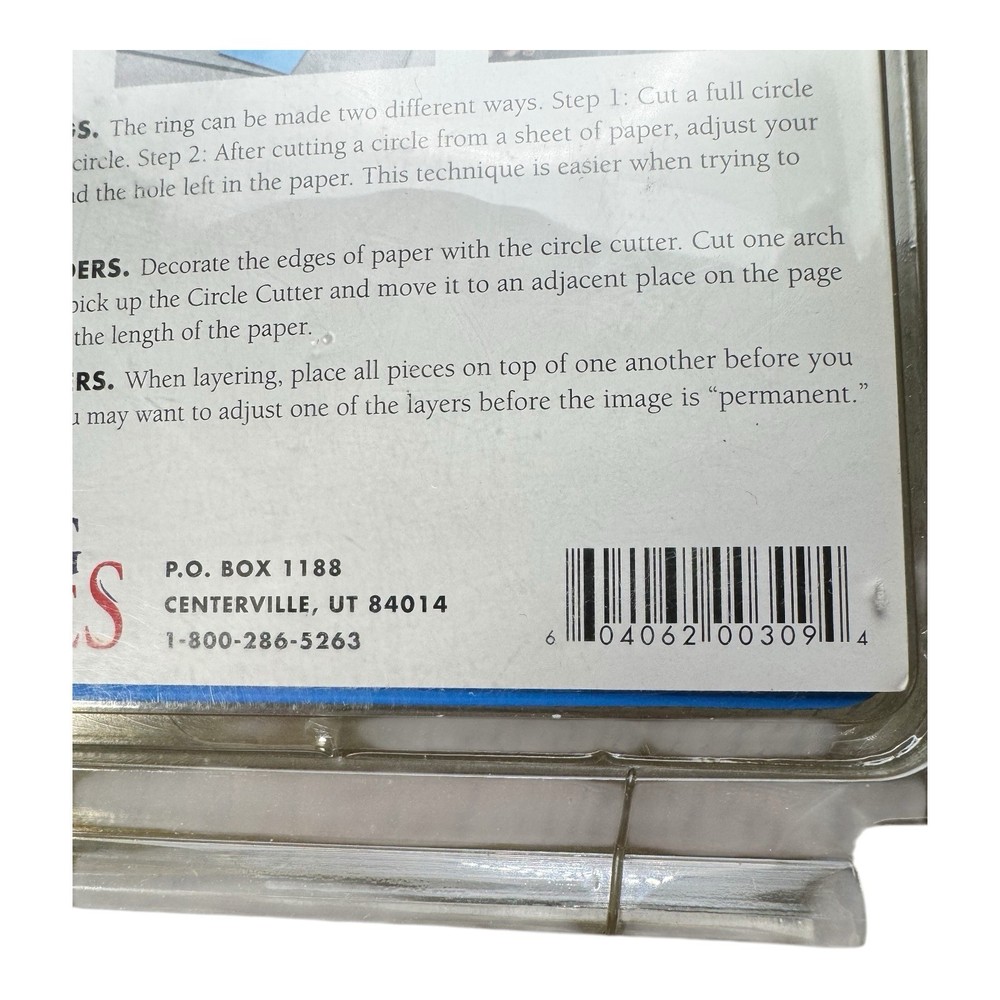 S. The ring can be made two different ways. Step 1: Cut a full circle
circle. Step 2: After cutting a circle from a sheet of paper, adjust your
the hole left in the paper. This technique is easier when trying to
ERS. Decorate the edges of paper with the circle cutter. Cut one arch
pick up the Circle Cutter and move it to an adjacent place on the page
the length of the paper.
RS. When layering, place all pieces on top of one another before you
may want to adjust one of the layers before the image is “permanent.”
S
P.O. BOX 1188
CENTERVILLE, UT 84014
1-800-286-5263
6 04062 00309 4